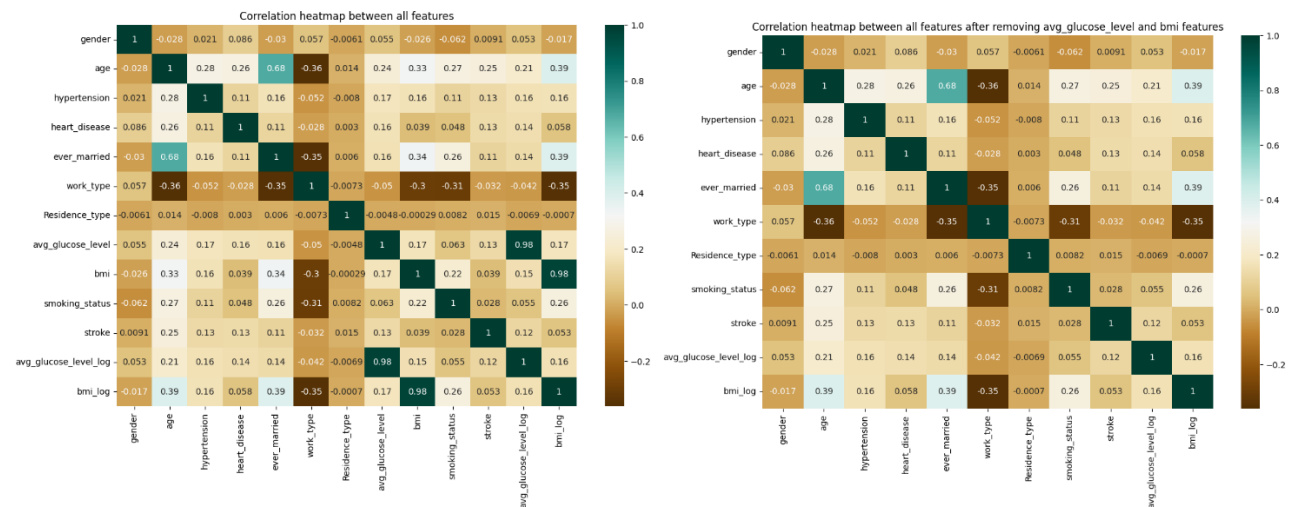 Correlation heatmap between all features
gender 1 -0.028 0.021 0.086 -0.03 0.057 -0.0061 0.055 -0.026 -0.062 0.0091 0.053 -0.017
age -0.028 1 0.28 0.26 0.68 -0.36 0.014 0.24 0.33 0.27 0.25 0.21 0.39
hypertension 0.021 0.28 1 0.11 0.16 -0.052 -0.008 0.17 0.16 0.11 0.13 0.16 0.16
heart_disease 0.086 0.26 0.11 1 0.11 -0.028 0.003 0.16 0.039 0.048 0.13 0.14 0.058
ever_married -0.03 0.68 0.16 0.11 1 -0.35 0.006 0.16 0.34 0.26 0.11 0.14 0.39
work_type 0.057 -0.36 -0.052 -0.028 -0.35 1 -0.0073 -0.05 -0.3 -0.31 -0.032 -0.042 -0.35
Residence_type -0.0061 0.014 -0.008 0.003 0.006 -0.0073 1 -0.0048 -0.00029 0.0082 0.015 -0.0069 -0.0007
avg_glucose_level 0.055 0.24 0.17 0.16 0.16 -0.05 -0.0048 1 0.17 0.063 0.13 0.98 0.17
bmi -0.026 0.33 0.16 0.039 0.34 -0.3 -0.00029 0.17 1 0.22 0.039 0.15 0.98
smoking_status -0.062 0.27 0.11 0.048 0.26 -0.31 0.0082 0.063 0.22 1 0.028 0.055 0.26
stroke 0.0091 0.25 0.13 0.13 0.11 -0.032 0.015 0.13 0.039 0.028 1 0.12 0.053
avg_glucose_level_log 0.053 0.21 0.16 0.14 0.14 -0.042 -0.0069 0.98 0.15 0.055 0.12 1 0.16
bmi_log -0.017 0.39 0.16 0.058 0.39 -0.35 -0.0007 0.17 0.98 0.26 0.053 0.16 1
gender age hypertension heart_disease ever_married work_type Residence_type avg_glucose_level bmi smoking_status stroke avg_glucose_level_log bmi_log
1.0
0.8
0.6
0.4
0.2
0.0
−0.2
Correlation heatmap between all features after removing avg_glucose_level and bmi features
gender 1 -0.028 0.021 0.086 -0.03 0.057 -0.0061 -0.062 0.0091 0.053 -0.017
age -0.028 1 0.28 0.26 0.68 -0.36 0.014 0.27 0.25 0.21 0.39
hypertension 0.021 0.28 1 0.11 0.16 -0.052 -0.008 0.11 0.13 0.16 0.16
heart_disease 0.086 0.26 0.11 1 0.11 -0.028 0.003 0.048 0.13 0.14 0.058
ever_married -0.03 0.68 0.16 0.11 1 -0.35 0.006 0.26 0.11 0.14 0.39
work_type 0.057 -0.36 -0.052 -0.028 -0.35 1 -0.0073 -0.31 -0.032 -0.042 -0.35
Residence_type -0.0061 0.014 -0.008 0.003 0.006 -0.0073 1 0.0082 0.015 -0.0069 -0.0007
smoking_status -0.062 0.27 0.11 0.048 0.26 -0.31 0.0082 1 0.028 0.055 0.26
stroke 0.0091 0.25 0.13 0.13 0.11 -0.032 0.015 0.028 1 0.12 0.053
avg_glucose_level_log 0.053 0.21 0.16 0.14 0.14 -0.042 -0.0069 0.055 0.12 1 0.16
bmi_log -0.017 0.39 0.16 0.058 0.39 -0.35 -0.0007 0.26 0.053 0.16 1
gender age hypertension heart_disease ever_married work_type Residence_type smoking_status stroke avg_glucose_level_log bmi_log
1.0
0.8
0.6
0.4
0.2
0.0
−0.2